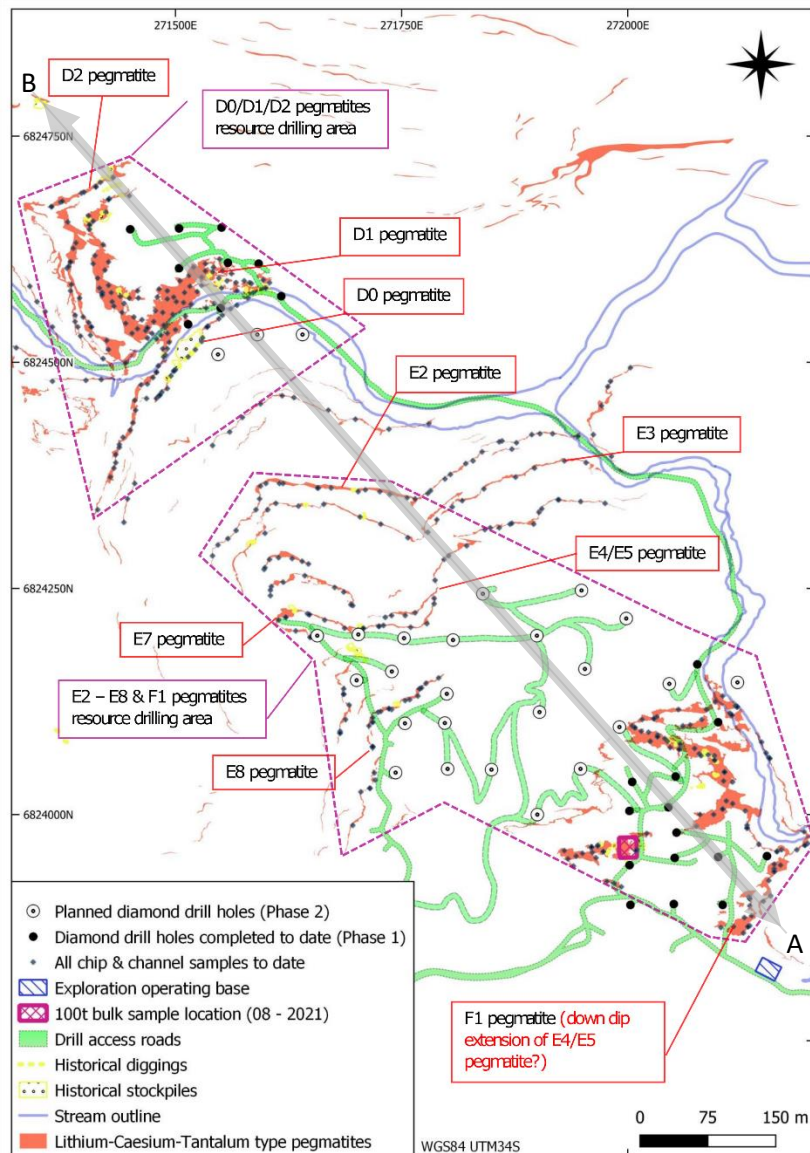 271500E
271750E
272000E
B
D2 pegmatite
D0/D1/D2 pegmatites
resource drilling area
6824750N
D1 pegmatite
D0 pegmatite
6824500N
E2 pegmatite
E3 pegmatite
E4/E5 pegmatite
6824250N
E7 pegmatite
E2 – E8 & F1 pegmatites
resource drilling area
E8 pegmatite
6824000N
A
Planned diamond drill holes (Phase 2)
Diamond drill holes completed to date (Phase 1)
All chip & channel samples to date
Exploration operating base
100t bulk sample location (08 - 2021)
Drill access roads
Historical diggings
Historical stockpiles
Stream outline
Lithium-Caesium-Tantalum type pegmatites
F1 pegmatite (down dip
extension of E4/E5
pegmatite?)
0 75 150 m
WGS84 UTM34S